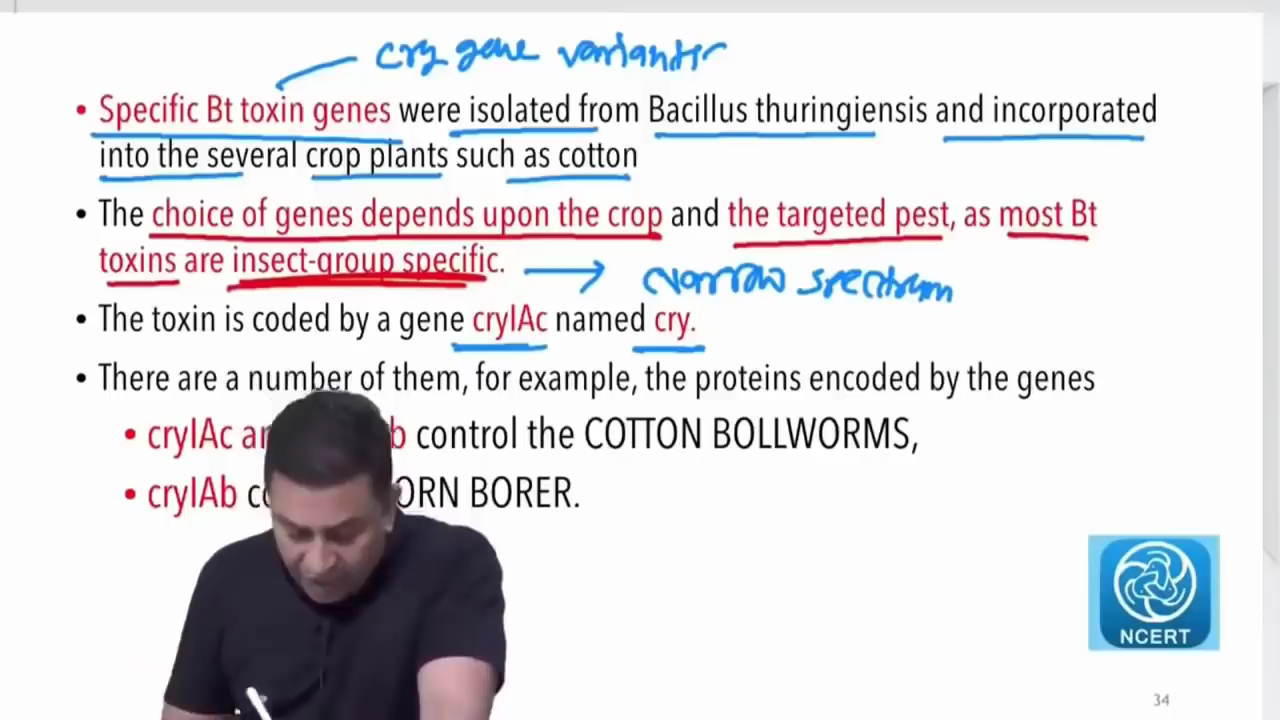 cry gene variants
• Specific Bt toxin genes were isolated from Bacillus thuringiensis and incorporated
into the several crop plants such as cotton
• The choice of genes depends upon the crop and the targeted pest, as most Bt
toxins are insect-group specific. → Narrow spectrum
• The toxin is coded by a gene cryIAc named cry.
• There are a number of them, for example, the proteins encoded by the genes
• cryIAc b control the COTTON BOLLWORMS,
• cryIAb ORN BORER.
NCERT
34